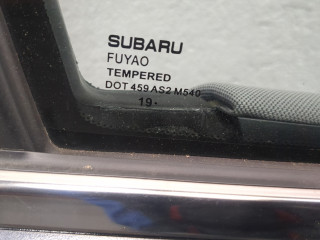 SUBARU
FUYAO
TEMPERED
DOT 459 AS2 M540
19·